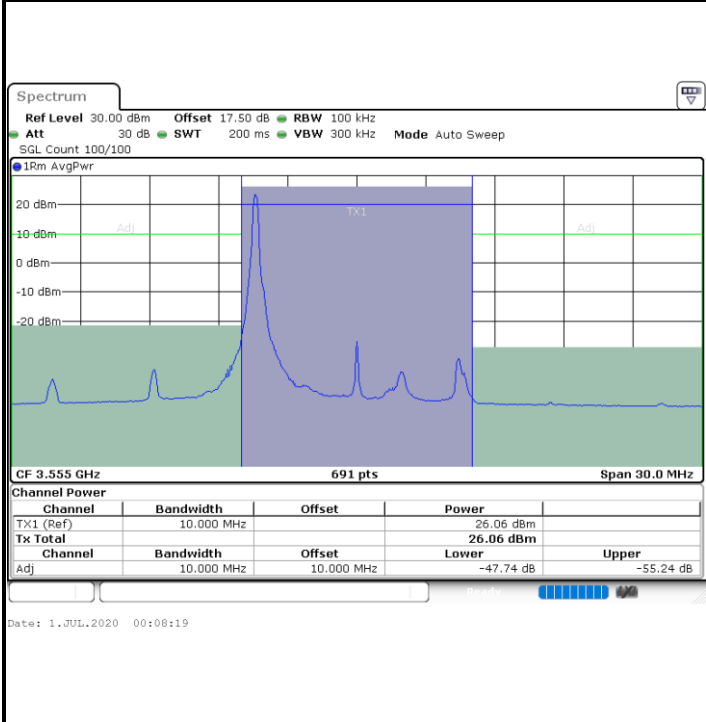 Spectrum
Ref Level 30.00 dBm Offset 17.50 dB RBW 100 kHz
Att 30 dB SWT 200 ms VBW 300 kHz Mode Auto Sweep
SGL Count 100/100
1Rm AvgPwr
20 dBm
TX1
Adj
Adj
10 dBm
0 dBm
-10 dBm
-20 dBm
CF 3.555 GHz 691 pts Span 30.0 MHz
Channel Power
Channel Bandwidth Offset Power
TX1 (Ref) 10.000 MHz 26.06 dBm
Tx Total 26.06 dBm
Channel Bandwidth Offset Lower Upper
Adj 10.000 MHz 10.000 MHz -47.74 dB -55.24 dB
Ready
Date: 1.JUL.2020 00:08:19